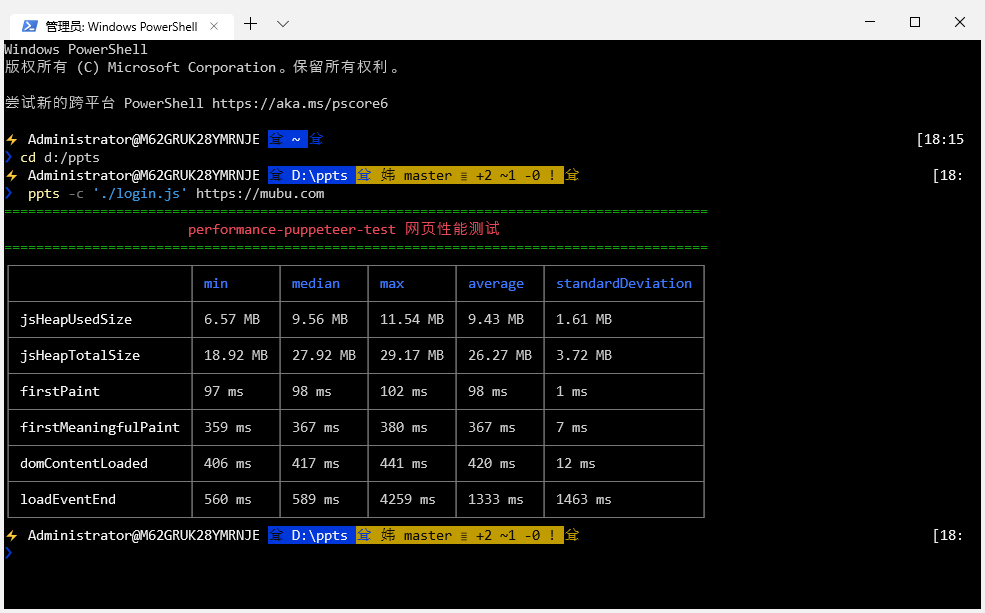 管理员: Windows PowerShell
Windows PowerShell
版权所有 (C) Microsoft Corporation。保留所有权利。
尝试新的跨平台 PowerShell https://aka.ms/pscore6
Administrator@M62GRUK28YMRNJE ~ [18:15
> cd d:/ppts
Administrator@M62GRUK28YMRNJE D:\ppts master ≡ +2 ~1 -0 ! [18:
> ppts -c './login.js' https://mubu.com
performance-puppeteer-test 网页性能测试
min median max average standardDeviation
jsHeapUsedSize 6.57 MB 9.56 MB 11.54 MB 9.43 MB 1.61 MB
jsHeapTotalSize 18.92 MB 27.92 MB 29.17 MB 26.27 MB 3.72 MB
firstPaint 97 ms 98 ms 102 ms 98 ms 1 ms
firstMeaningfulPaint 359 ms 367 ms 380 ms 367 ms 7 ms
domContentLoaded 406 ms 417 ms 441 ms 420 ms 12 ms
loadEventEnd 560 ms 589 ms 4259 ms 1333 ms 1463 ms
Administrator@M62GRUK28YMRNJE D:\ppts master ≡ +2 ~1 -0 ! [18:
>